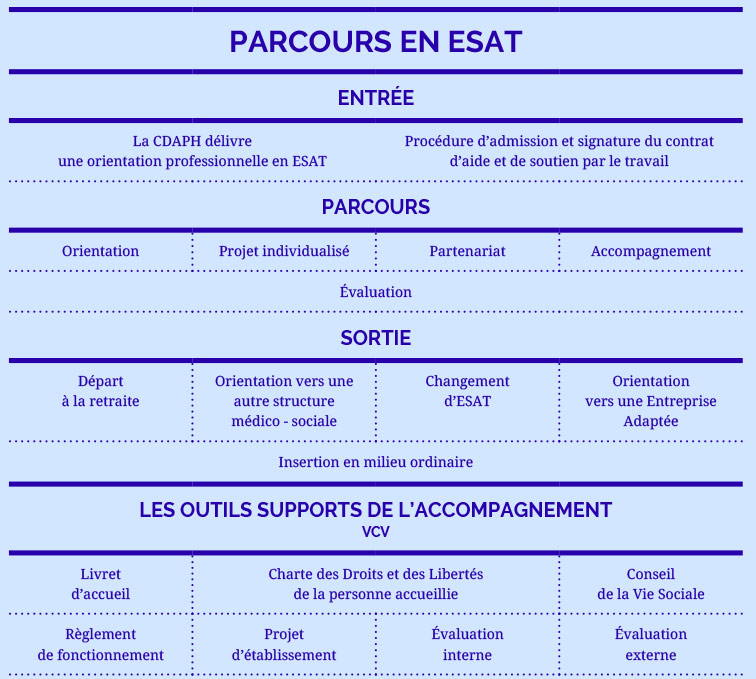 PARCOURS EN ESAT
ENTRÉE
La CDAPH délivre
une orientation professionnelle en ESAT
Procédure d’admission et signature du contrat
d’aide et de soutien par le travail
PARCOURS
Orientation
Projet individualisé
Partenariat
Accompagnement
Évaluation
SORTIE
Départ
à la retraite
Orientation vers une
autre structure
médico - sociale
Changement
d’ESAT
Orientation
vers une Entreprise
Adaptée
Insertion en milieu ordinaire
LES OUTILS SUPPORTS DE L’ACCOMPAGNEMENT
VCV
Livret
d’accueil
Charte des Droits et des Libertés
de la personne accueillie
Conseil
de la Vie Sociale
Règlement
de fonctionnement
Projet
d’établissement
Évaluation
interne
Évaluation
externe